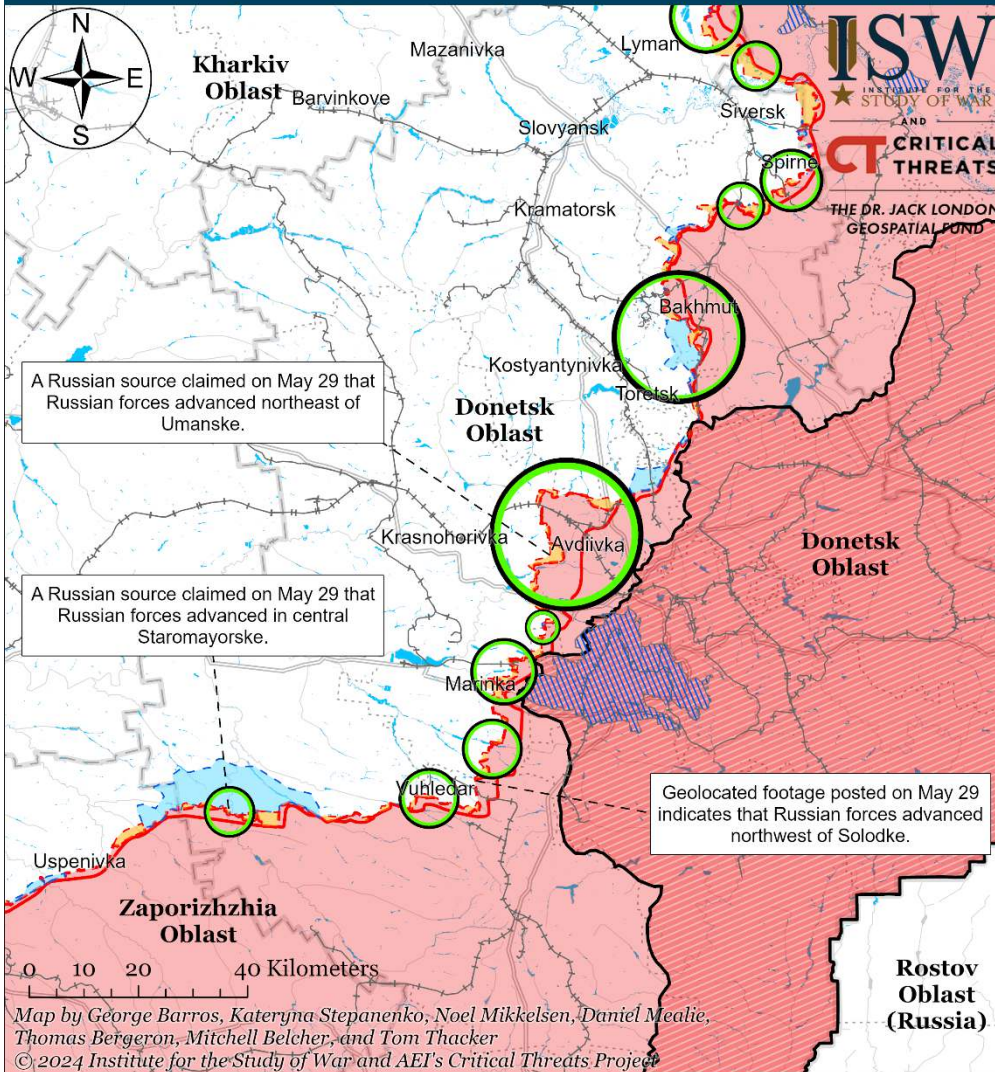 N
W
E
S
Kharkiv
Oblast
Mazanivka
Barvinkove
Lyman
Slovyansk
Siversk
Spirne
Kramatorsk
ISW
INSTITUTE FOR THE
STUDY OF WAR
AND
CT CRITICAL
THREATS
THE DR. JACK LONDON
GEOSPATIAL FUND
Bakhmut
Kostyantynivka
Toretsk
A Russian source claimed on May 29 that
Russian forces advanced northeast of
Umanske.
Donetsk
Oblast
Krasnohorivka
Avdiivka
Donetsk
Oblast
A Russian source claimed on May 29 that
Russian forces advanced in central
Staromayorske.
Marinka
Vuhledar
Geolocated footage posted on May 29
indicates that Russian forces advanced
northwest of Solodke.
Uspenivka
Zaporizhzhia
Oblast
0 10 20 40 Kilometers
Rostov
Oblast
(Russia)
Map by George Barros, Kateryna Stepanenko, Noel Mikkelsen, Daniel Mealie,
Thomas Bergeron, Mitchell Belcher, and Tom Thacker
© 2024 Institute for the Study of War and AEI's Critical Threats Project